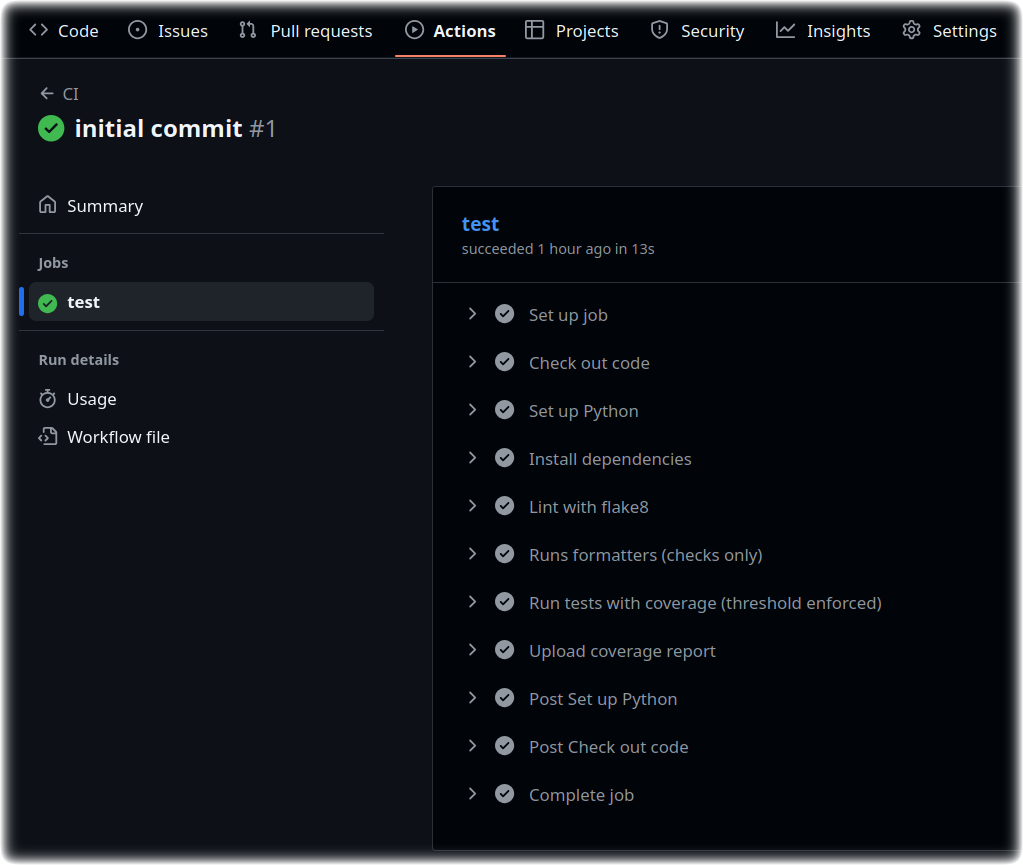 Code Issues Pull requests Actions Projects Security Insights Settings
CI
initial commit #1
Summary
Jobs
test
Run details
Usage
Workflow file
test
succeeded 1 hour ago in 13s
Set up job
Check out code
Set up Python
Install dependencies
Lint with flake8
Runs formatters (checks only)
Run tests with coverage (threshold enforced)
Upload coverage report
Post Set up Python
Post Check out code
Complete job